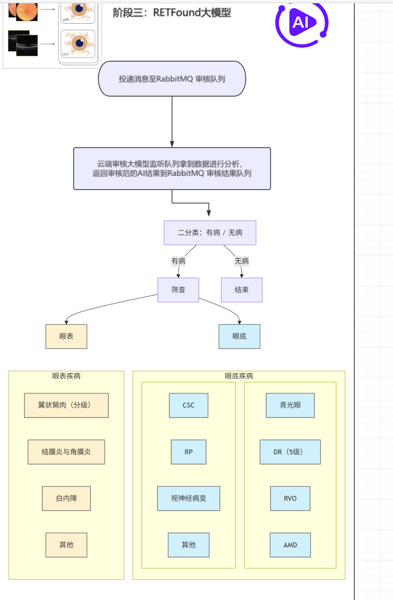 阶段三：RETFound大模型
AI
投递消息至RabbitMQ 审核队列
云端审核大模型监听队列拿到数据进行分析，
返回审核后的AI结果到RabbitMQ 审核结果队列
二分类：有病 / 无病
有病
无病
筛查
结束
眼表
眼底
眼表疾病
眼底疾病
翼状胬肉（分级）
CSC
青光眼
结膜炎与角膜炎
RP
DR（5级）
白内障
视神经病变
RVO
其他
其他
AMD